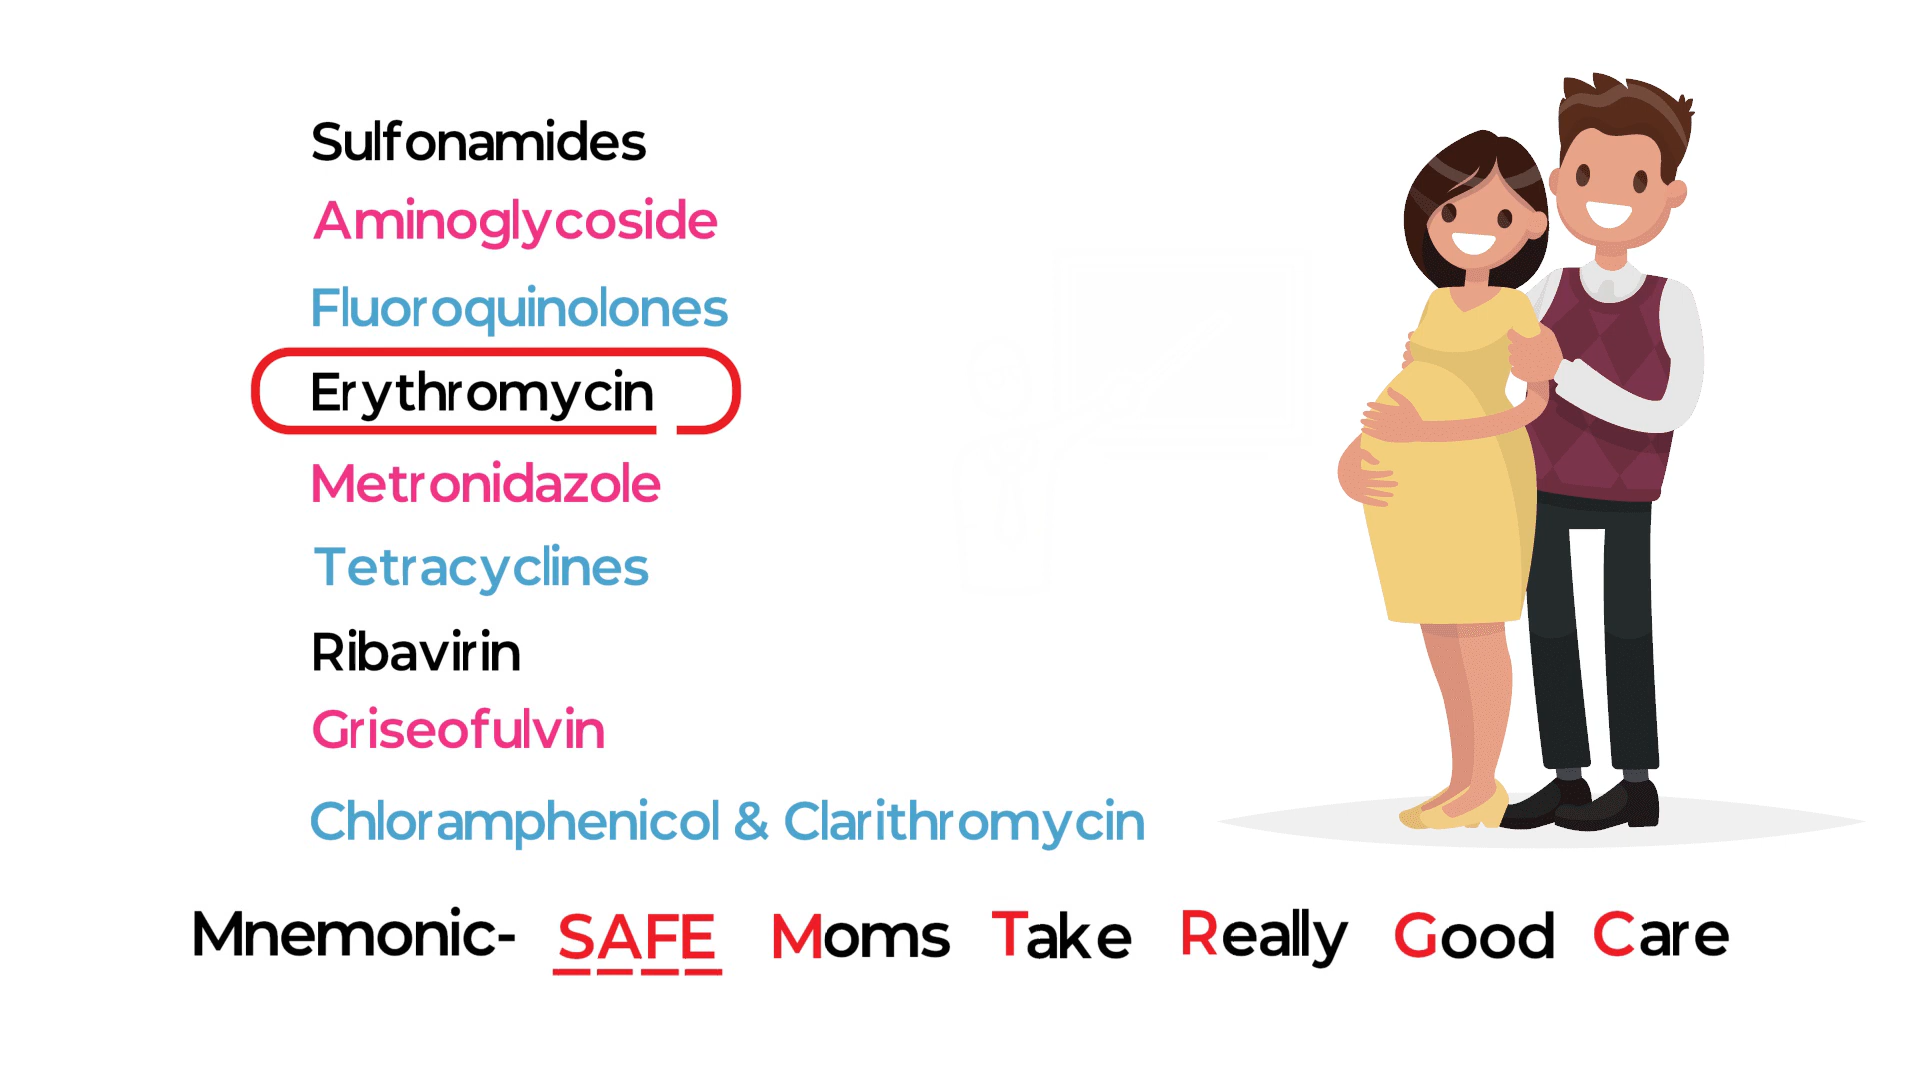 Sulfonamides
Aminoglycoside
Fluoroquinolones
Erythromycin
Metronidazole
Tetracyclines
Ribavirin
Griseofulvin
Chloramphenicol & Clarithromycin
Mnemonic- SAFE Moms Take Really Good Care